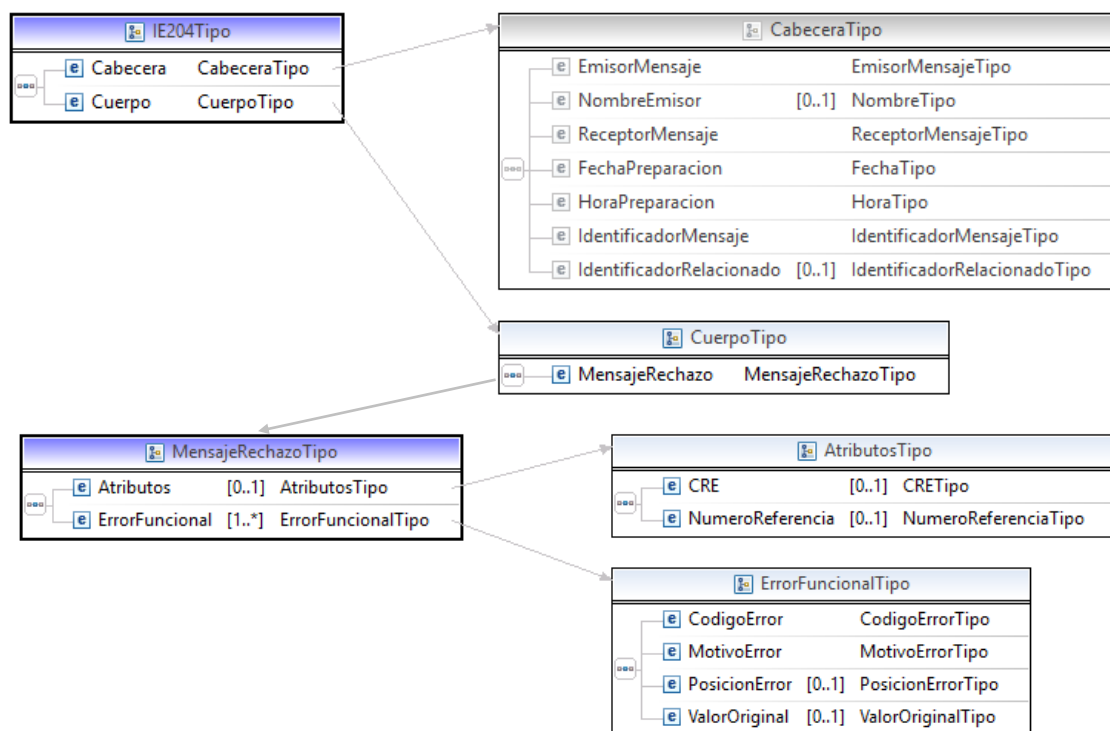 IE204Tipo
Cabecera CabeceraTipo
Cuerpo CuerpoTipo
CabeceraTipo
EmisorMensaje EmisorMensajeTipo
NombreEmisor [0..1] NombreTipo
ReceptorMensaje ReceptorMensajeTipo
FechaPreparacion FechaTipo
HoraPreparacion HoraTipo
IdentificadorMensaje IdentificadorMensajeTipo
IdentificadorRelacionado [0..1] IdentificadorRelacionadoTipo
CuerpoTipo
MensajeRechazo MensajeRechazoTipo
MensajeRechazoTipo
Atributos [0..1] AtributosTipo
ErrorFuncional [1..*] ErrorFuncionalTipo
AtributosTipo
CRE [0..1] CRETipo
NumeroReferencia [0..1] NumeroReferenciaTipo
ErrorFuncionalTipo
CodigoError CodigoErrorTipo
MotivoError MotivoErrorTipo
PosicionError [0..1] PosicionErrorTipo
ValorOriginal [0..1] ValorOriginalTipo